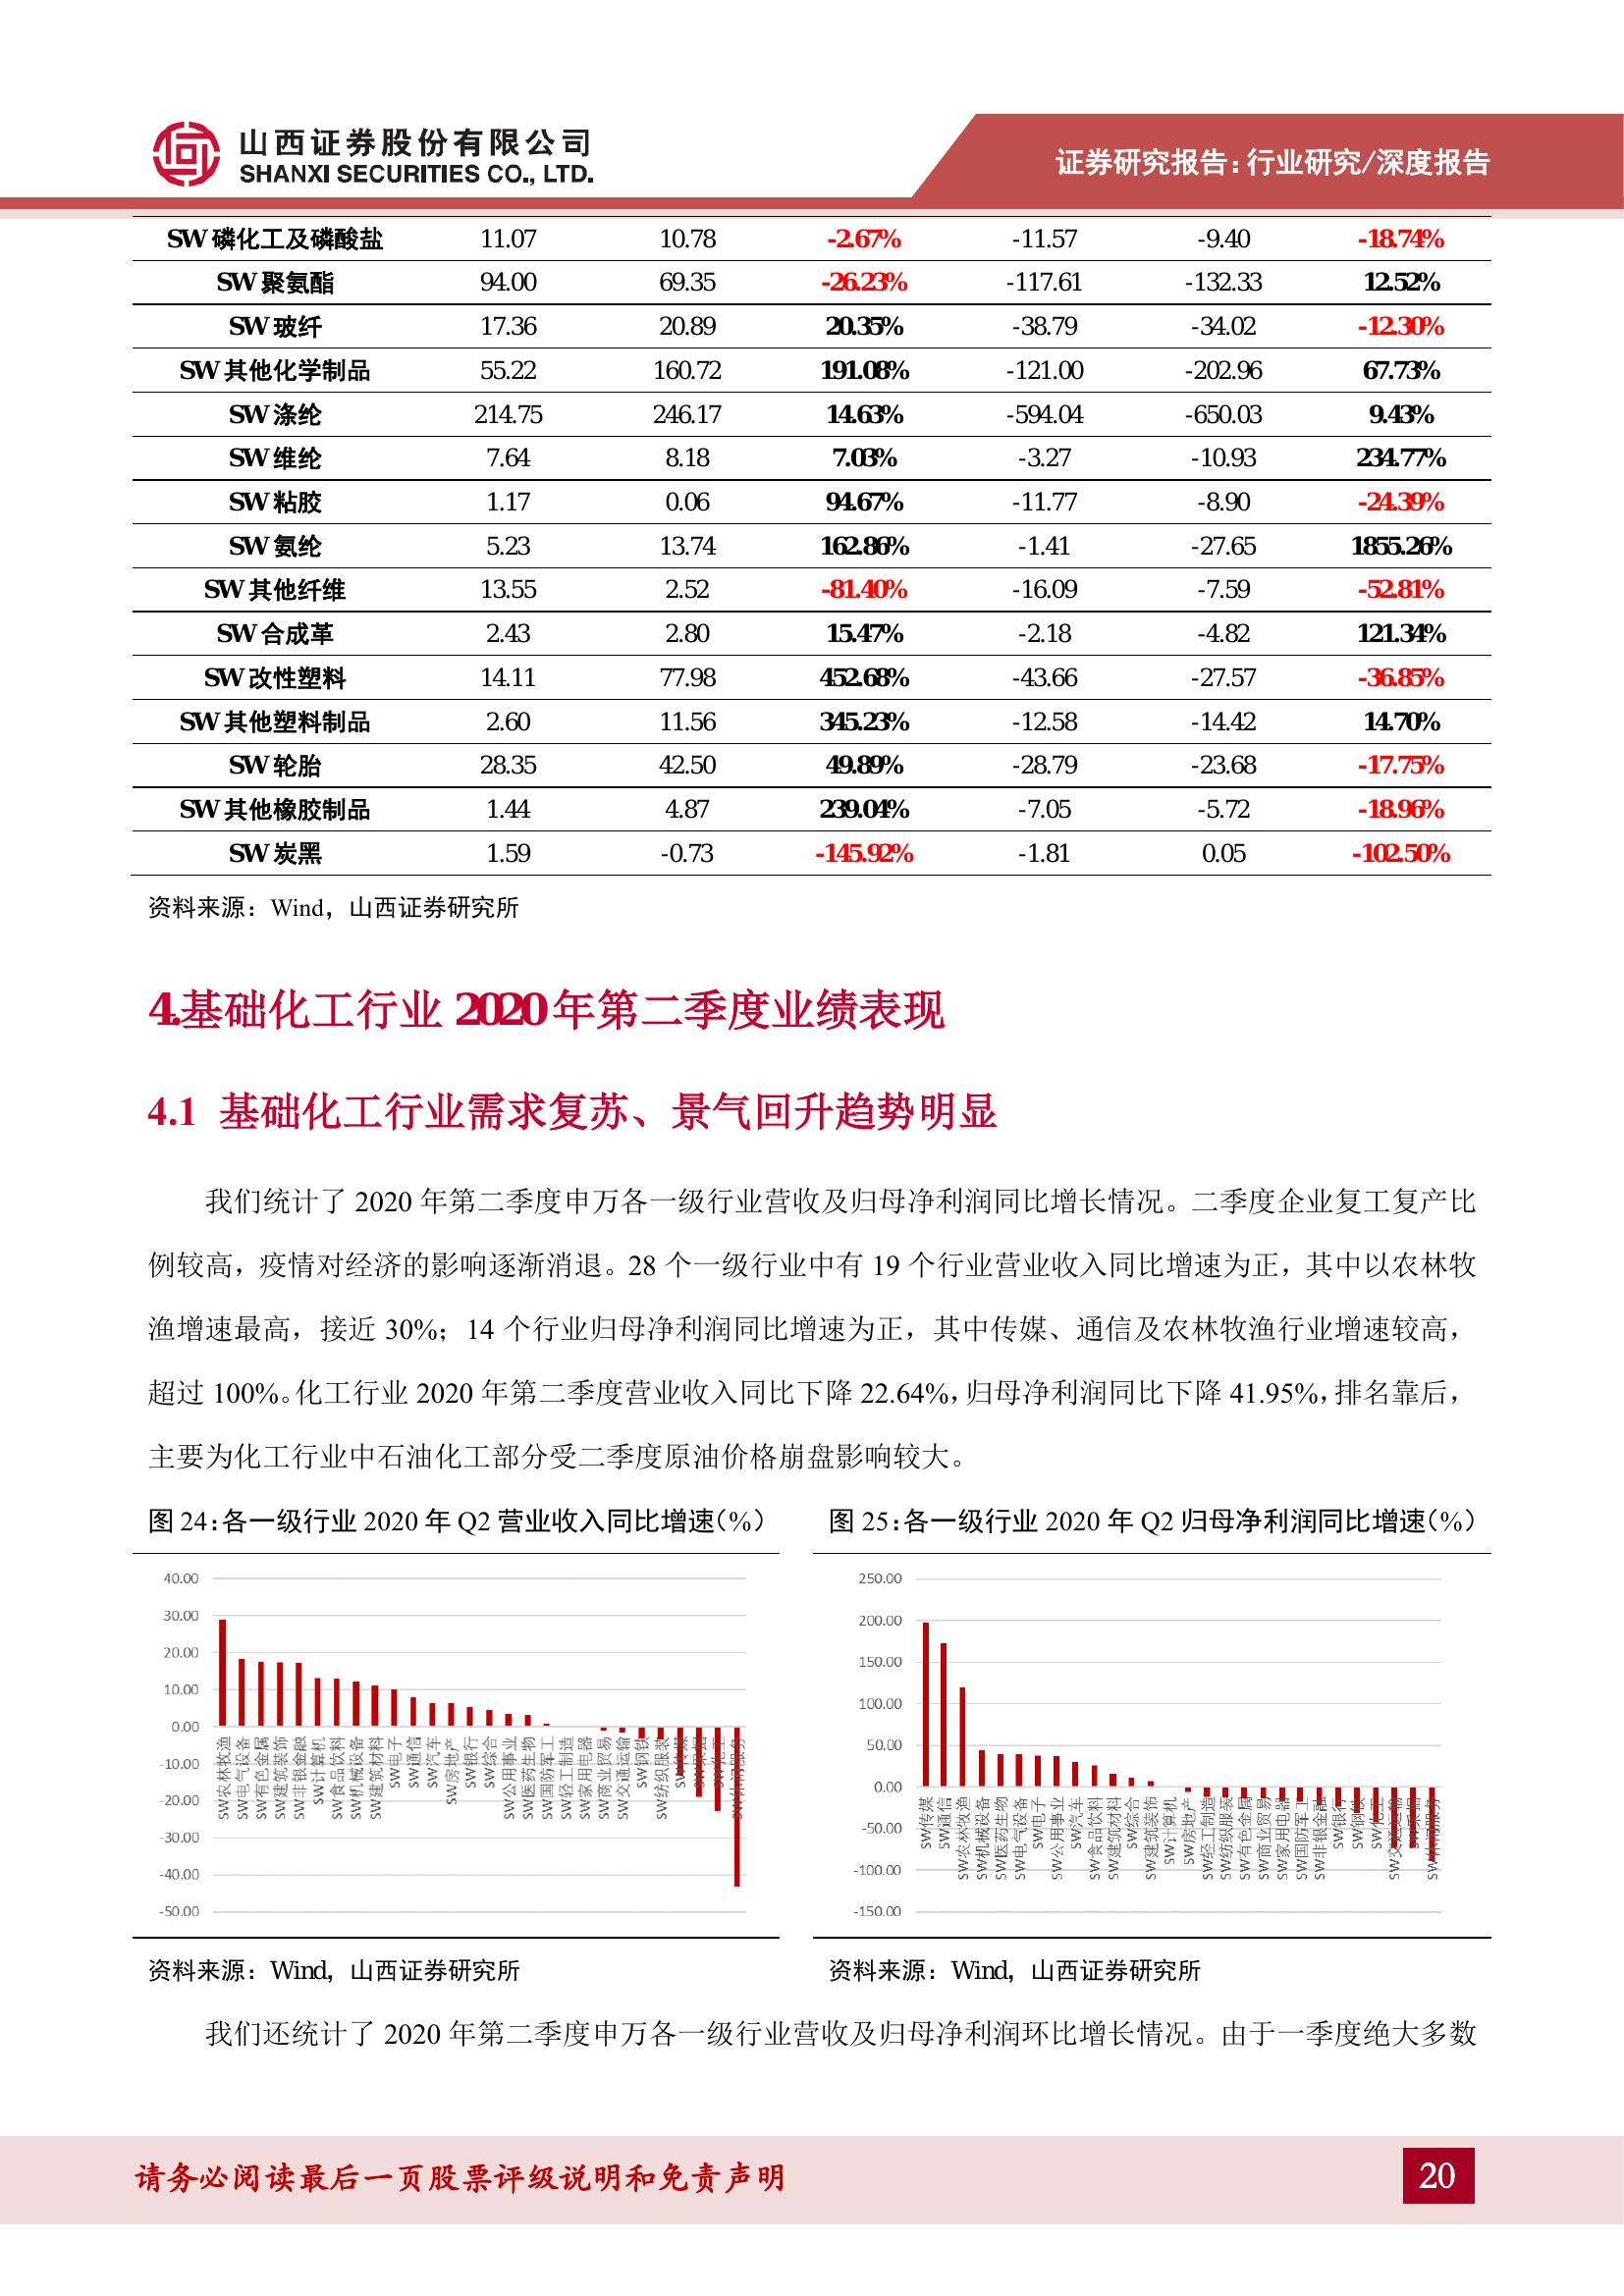 山西证券股份有限公司
SHANXI SECURITIES CO., LTD.
证券研究报告:行业研究/深度报告
SW 磷化工及磷酸盐 11.07 10.78 -2.67% -11.57 -9.40 -18.74%
SW 聚氨酯 94.00 69.35 -26.23% -117.61 -132.33 12.52%
SW 玻纤 17.36 20.89 20.35% -38.79 -34.02 -12.30%
SW 其他化学制品 55.22 160.72 191.08% -121.00 -202.96 67.73%
SW 涤纶 214.75 246.17 14.63% -594.04 -650.03 9.43%
SW 维纶 7.64 8.18 7.03% -3.27 -10.93 234.77%
SW 粘胶 1.17 0.06 94.67% -11.77 -8.90 -24.39%
SW 氨纶 5.23 13.74 162.86% -1.41 -27.65 1855.26%
SW 其他纤维 13.55 2.52 -81.40% -16.09 -7.59 -52.81%
SW 合成革 2.43 2.80 15.47% -2.18 -4.82 121.34%
SW 改性塑料 14.11 77.98 452.68% -43.66 -27.57 -36.85%
SW 其他塑料制品 2.60 11.56 345.23% -12.58 -14.42 14.70%
SW 轮胎 28.35 42.50 49.89% -28.79 -23.68 -17.75%
SW 其他橡胶制品 1.44 4.87 239.04% -7.05 -5.72 -18.96%
SW 炭黑 1.59 -0.73 -145.92% -1.81 0.05 -102.50%
资料来源：Wind，山西证券研究所
4.基础化工行业 2020 年第二季度业绩表现
4.1 基础化工行业需求复苏、景气回升趋势明显
我们统计了 2020 年第二季度申万各一级行业营收及归母净利润同比增长情况。二季度企业复工复产比
例较高，疫情对经济的影响逐渐消退。28 个一级行业中有 19 个行业营业收入同比增速为正，其中以农林牧
渔增速最高，接近 30%；14 个行业归母净利润同比增速为正，其中传媒、通信及农林牧渔行业增速较高，
超过 100%。化工行业 2020 年第二季度营业收入同比下降 22.64%，归母净利润同比下降 41.95%，排名靠后，
主要为化工行业中石油化工部分受二季度原油价格崩盘影响较大。
图 24：各一级行业 2020 年 Q2 营业收入同比增速（%）
40.00
30.00
20.00
10.00
0.00
-10.00
-20.00
-30.00
-40.00
-50.00
SW农林牧渔
SW电气设备
SW有色金属
SW建筑装饰
SW非银金融
SW计算机
SW食品饮料
SW机械设备
SW建筑材料
SW电子
SW通信
SW汽车
SW房地产
SW银行
SW综合
SW公用事业
SW医药生物
SW国防军工
SW轻工制造
SW家用电器
SW商业贸易
SW交通运输
SW钢铁
SW纺织服装
SW传媒
SW采掘
SW化工
SW休闲服务
图 25：各一级行业 2020 年 Q2 归母净利润同比增速（%）
250.00
200.00
150.00
100.00
50.00
0.00
-50.00
-100.00
-150.00
SW传媒
SW通信
SW农林牧渔
SW机械设备
SW医药生物
SW电气设备
SW电子
SW公用事业
SW汽车
SW食品饮料
SW建筑材料
SW综合
SW建筑装饰
SW计算机
SW房地产
SW轻工制造
SW纺织服装
SW有色金属
SW商业贸易
SW家用电器
SW国防军工
SW非银金融
SW银行
SW钢铁
SW化工
SW交通运输
SW采掘
SW休闲服务
资料来源：Wind，山西证券研究所
资料来源：Wind，山西证券研究所
我们还统计了 2020 年第二季度申万各一级行业营收及归母净利润环比增长情况。由于一季度绝大多数
请务必阅读最后一页股票评级说明和免责声明
20